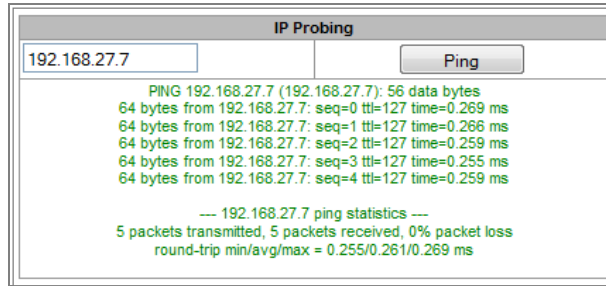 IP Probing
192.168.27.7 Ping
PING 192.168.27.7 (192.168.27.7): 56 data bytes
64 bytes from 192.168.27.7: seq=0 ttl=127 time=0.269 ms
64 bytes from 192.168.27.7: seq=1 ttl=127 time=0.266 ms
64 bytes from 192.168.27.7: seq=2 ttl=127 time=0.259 ms
64 bytes from 192.168.27.7: seq=3 ttl=127 time=0.255 ms
64 bytes from 192.168.27.7: seq=4 ttl=127 time=0.259 ms
--- 192.168.27.7 ping statistics ---
5 packets transmitted, 5 packets received, 0% packet loss
round-trip min/avg/max = 0.255/0.261/0.269 ms